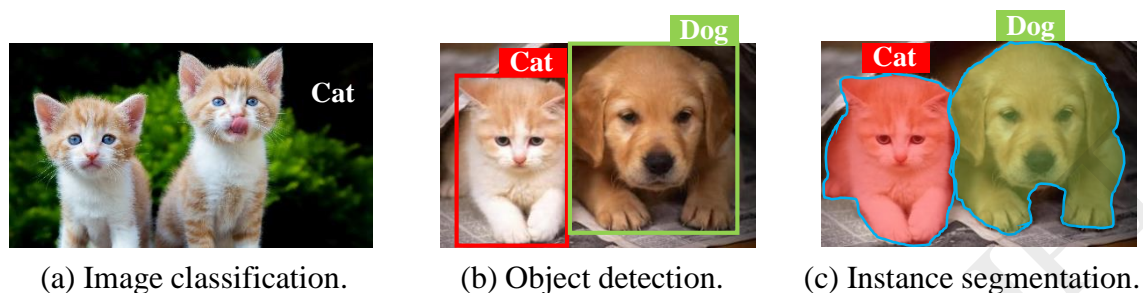 Cat
(a) Image classification.
Cat
Dog
(b) Object detection.
Cat
Dog
(c) Instance segmentation.